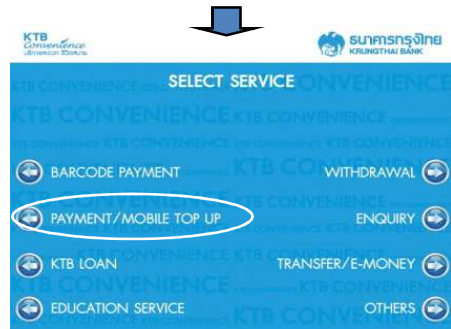 KTB
Convenience
ธนาคารกรุงไทย
KRUNGTHAI BANK
SELECT SERVICE
BARCODE PAYMENT
WITHDRAWAL
PAYMENT/MOBILE TOP UP
ENQUIRY
KTB LOAN
TRANSFER/E-MONEY
EDUCATION SERVICE
OTHERS